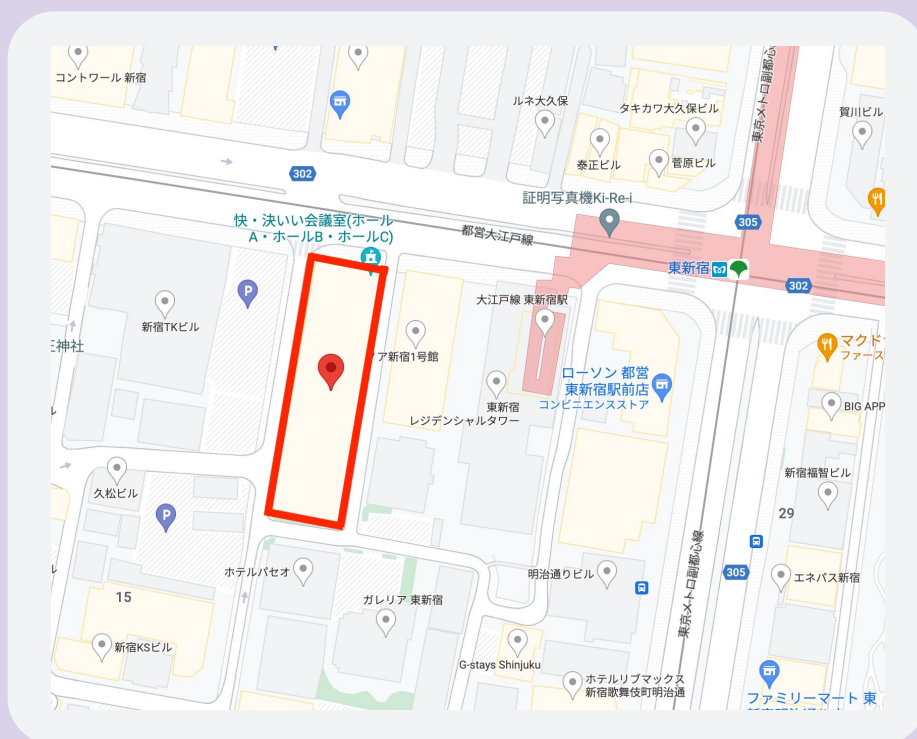 コントワール 新宿
ルネ大久保
タキカワ大久保ビル
東京メトロ副都心
賀川ビル
泰正ビル
菅原ビル
302
証明写真機Ki-Re-i
快・決いい会議室(ホール
A・ホールB・ホールC)
都営大江戸線
305
東新宿
302
大江戸線 東新宿駅
P
新宿TKビル
王神社
ア新宿1号館
マクド
ファース
ローソン 都営
東新宿駅前店
コンビニエンスストア
東新宿
レジデンシャルタワー
BIG APP
久松ビル
新宿福智ビル
P
29
東京メトロ副都心線
ホテルパセオ
明治通りビル
305
エネパス新宿
15
ガレリア 東新宿
新宿KSビル
G-stays Shinjuku
ホテルリブマックス
新宿歌舞伎町明治通
ファミリーマート 東